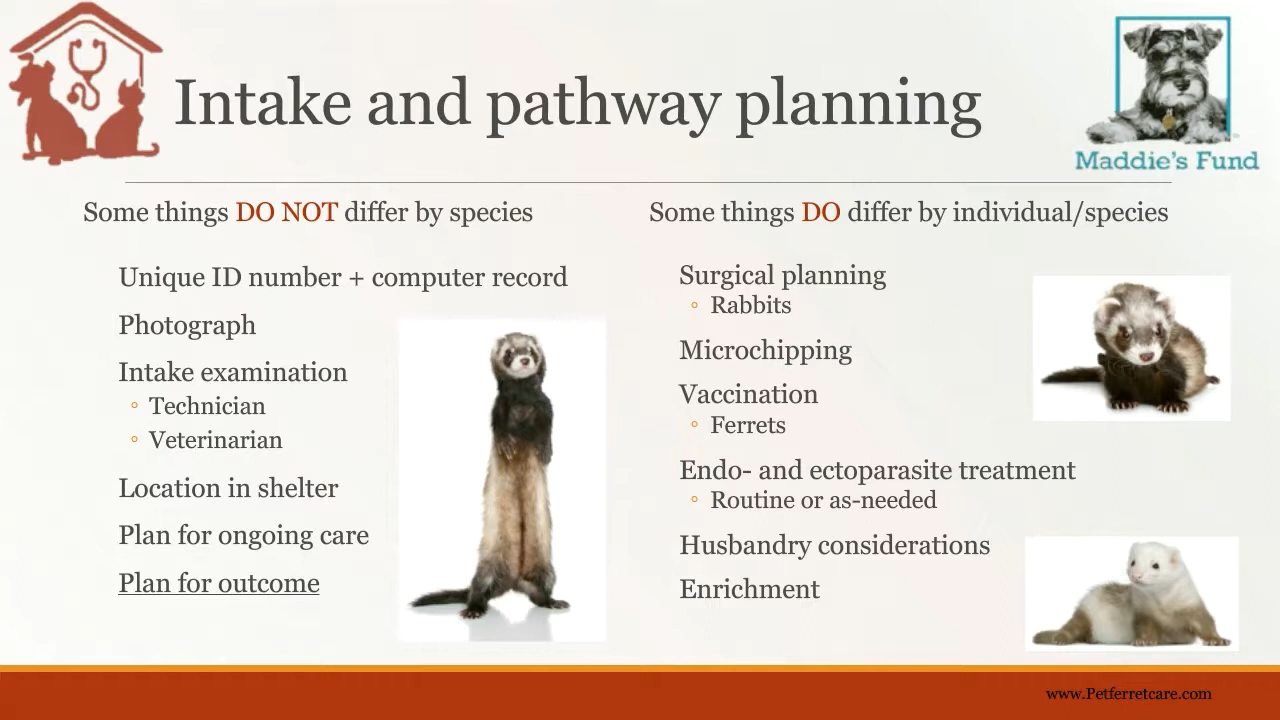 Intake and pathway planning
Maddie's Fund
Some things DO NOT differ by species
Unique ID number + computer record
Photograph
Intake examination
◦ Technician
◦ Veterinarian
Location in shelter
Plan for ongoing care
Plan for outcome
Some things DO differ by individual/species
Surgical planning
◦ Rabbits
Microchipping
Vaccination
◦ Ferrets
Endo- and ectoparasite treatment
◦ Routine or as-needed
Husbandry considerations
Enrichment
www.Petferretcare.com